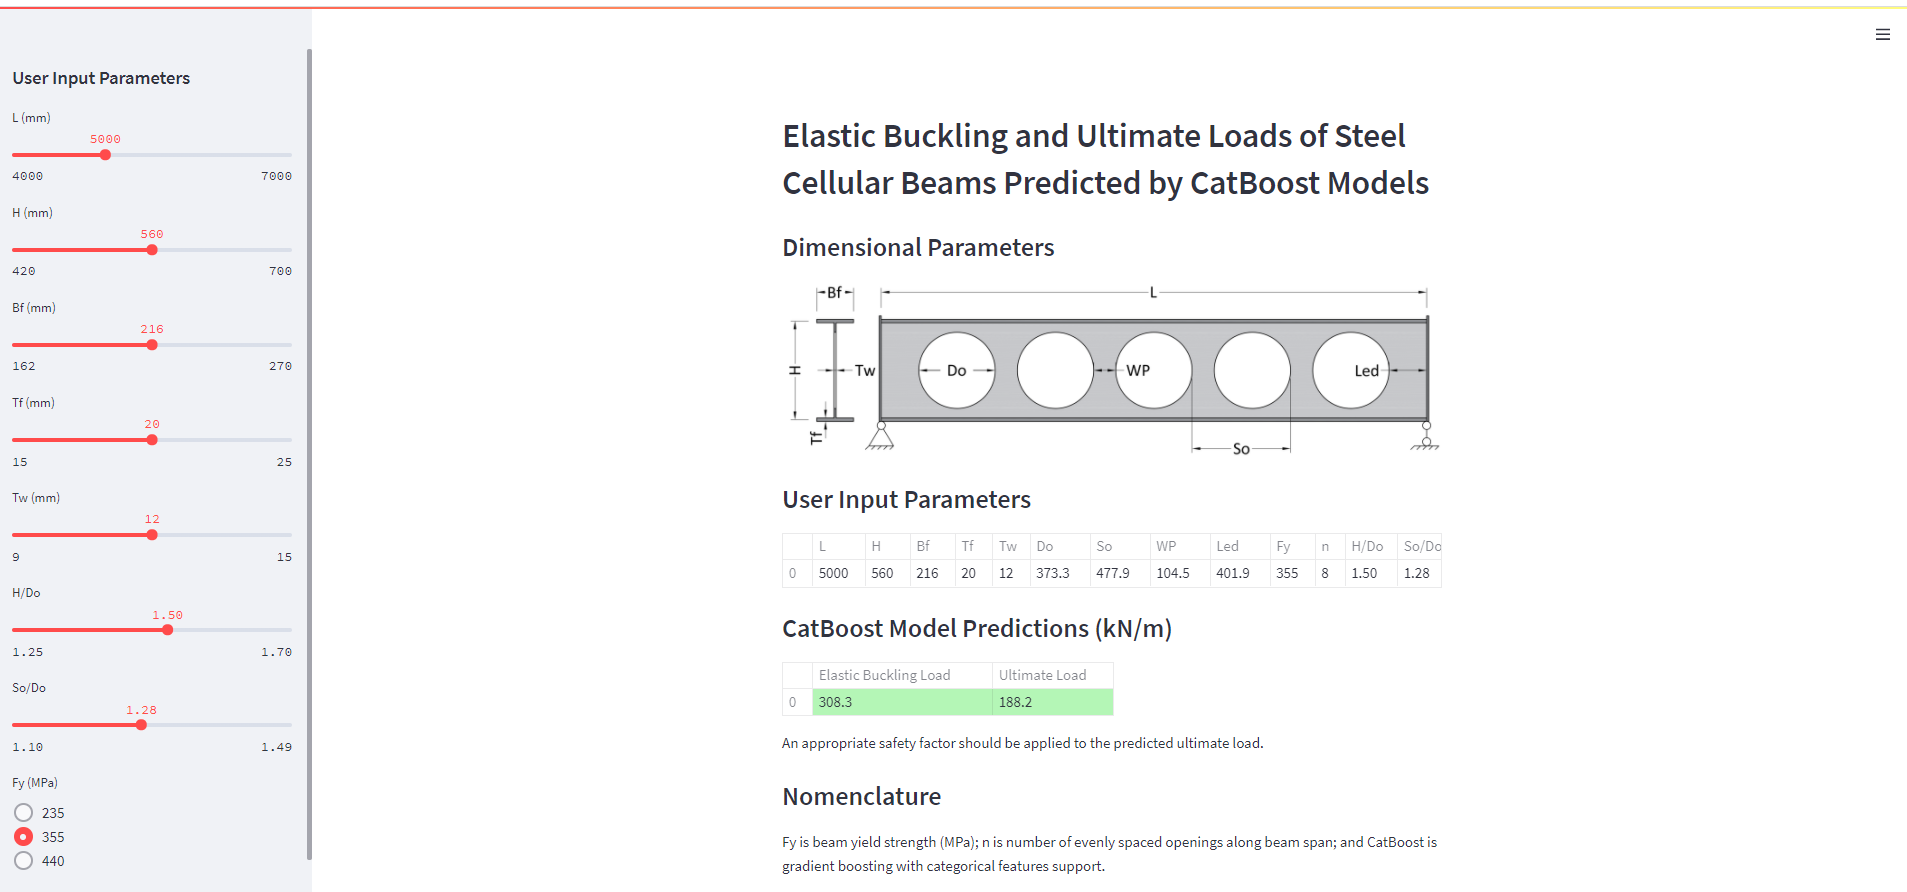 User Input Parameters
L (mm)
5000
4000 7000
H (mm)
560
420 700
Bf (mm)
216
162 270
Tf (mm)
20
15 25
Tw (mm)
12
9 15
H/Do
1.50
1.25 1.70
So/Do
1.28
1.10 1.49
Fy (MPa)
235
355
440
Elastic Buckling and Ultimate Loads of Steel
Cellular Beams Predicted by CatBoost Models
Dimensional Parameters
Bf L
H Tw Do WP Led
Tf So
User Input Parameters
L H Bf Tf Tw Do So WP Led Fy n H/Do So/Do
0 5000 560 216 20 12 373.3 477.9 104.5 401.9 355 8 1.50 1.28
CatBoost Model Predictions (kN/m)
Elastic Buckling Load Ultimate Load
0 308.3 188.2
An appropriate safety factor should be applied to the predicted ultimate load.
Nomenclature
Fy is beam yield strength (MPa); n is number of evenly spaced openings along beam span; and CatBoost is
gradient boosting with categorical features support.